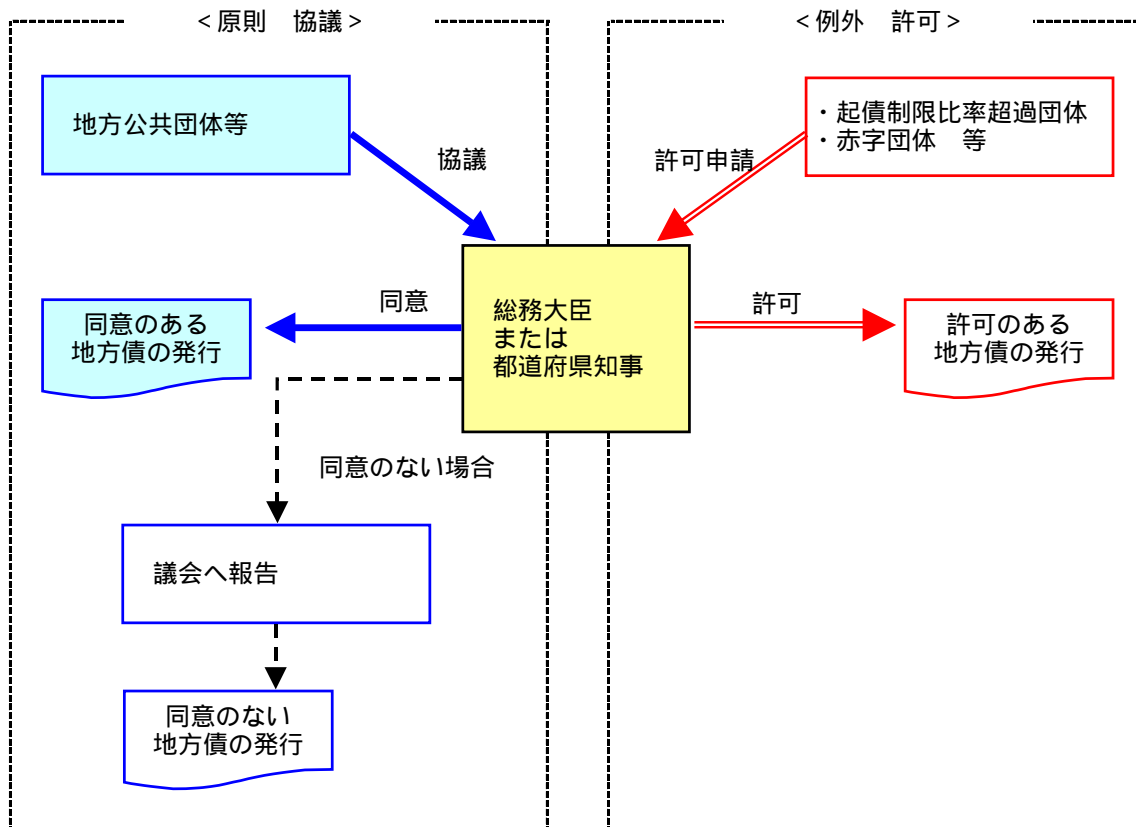 <原則　協議>
<例外　許可>
地方公共団体等
・起債制限比率超過団体
・赤字団体　等
協議
許可申請
同意
総務大臣
または
都道府県知事
許可
同意のある
地方債の発行
許可のある
地方債の発行
同意のない場合
議会へ報告
同意のない
地方債の発行